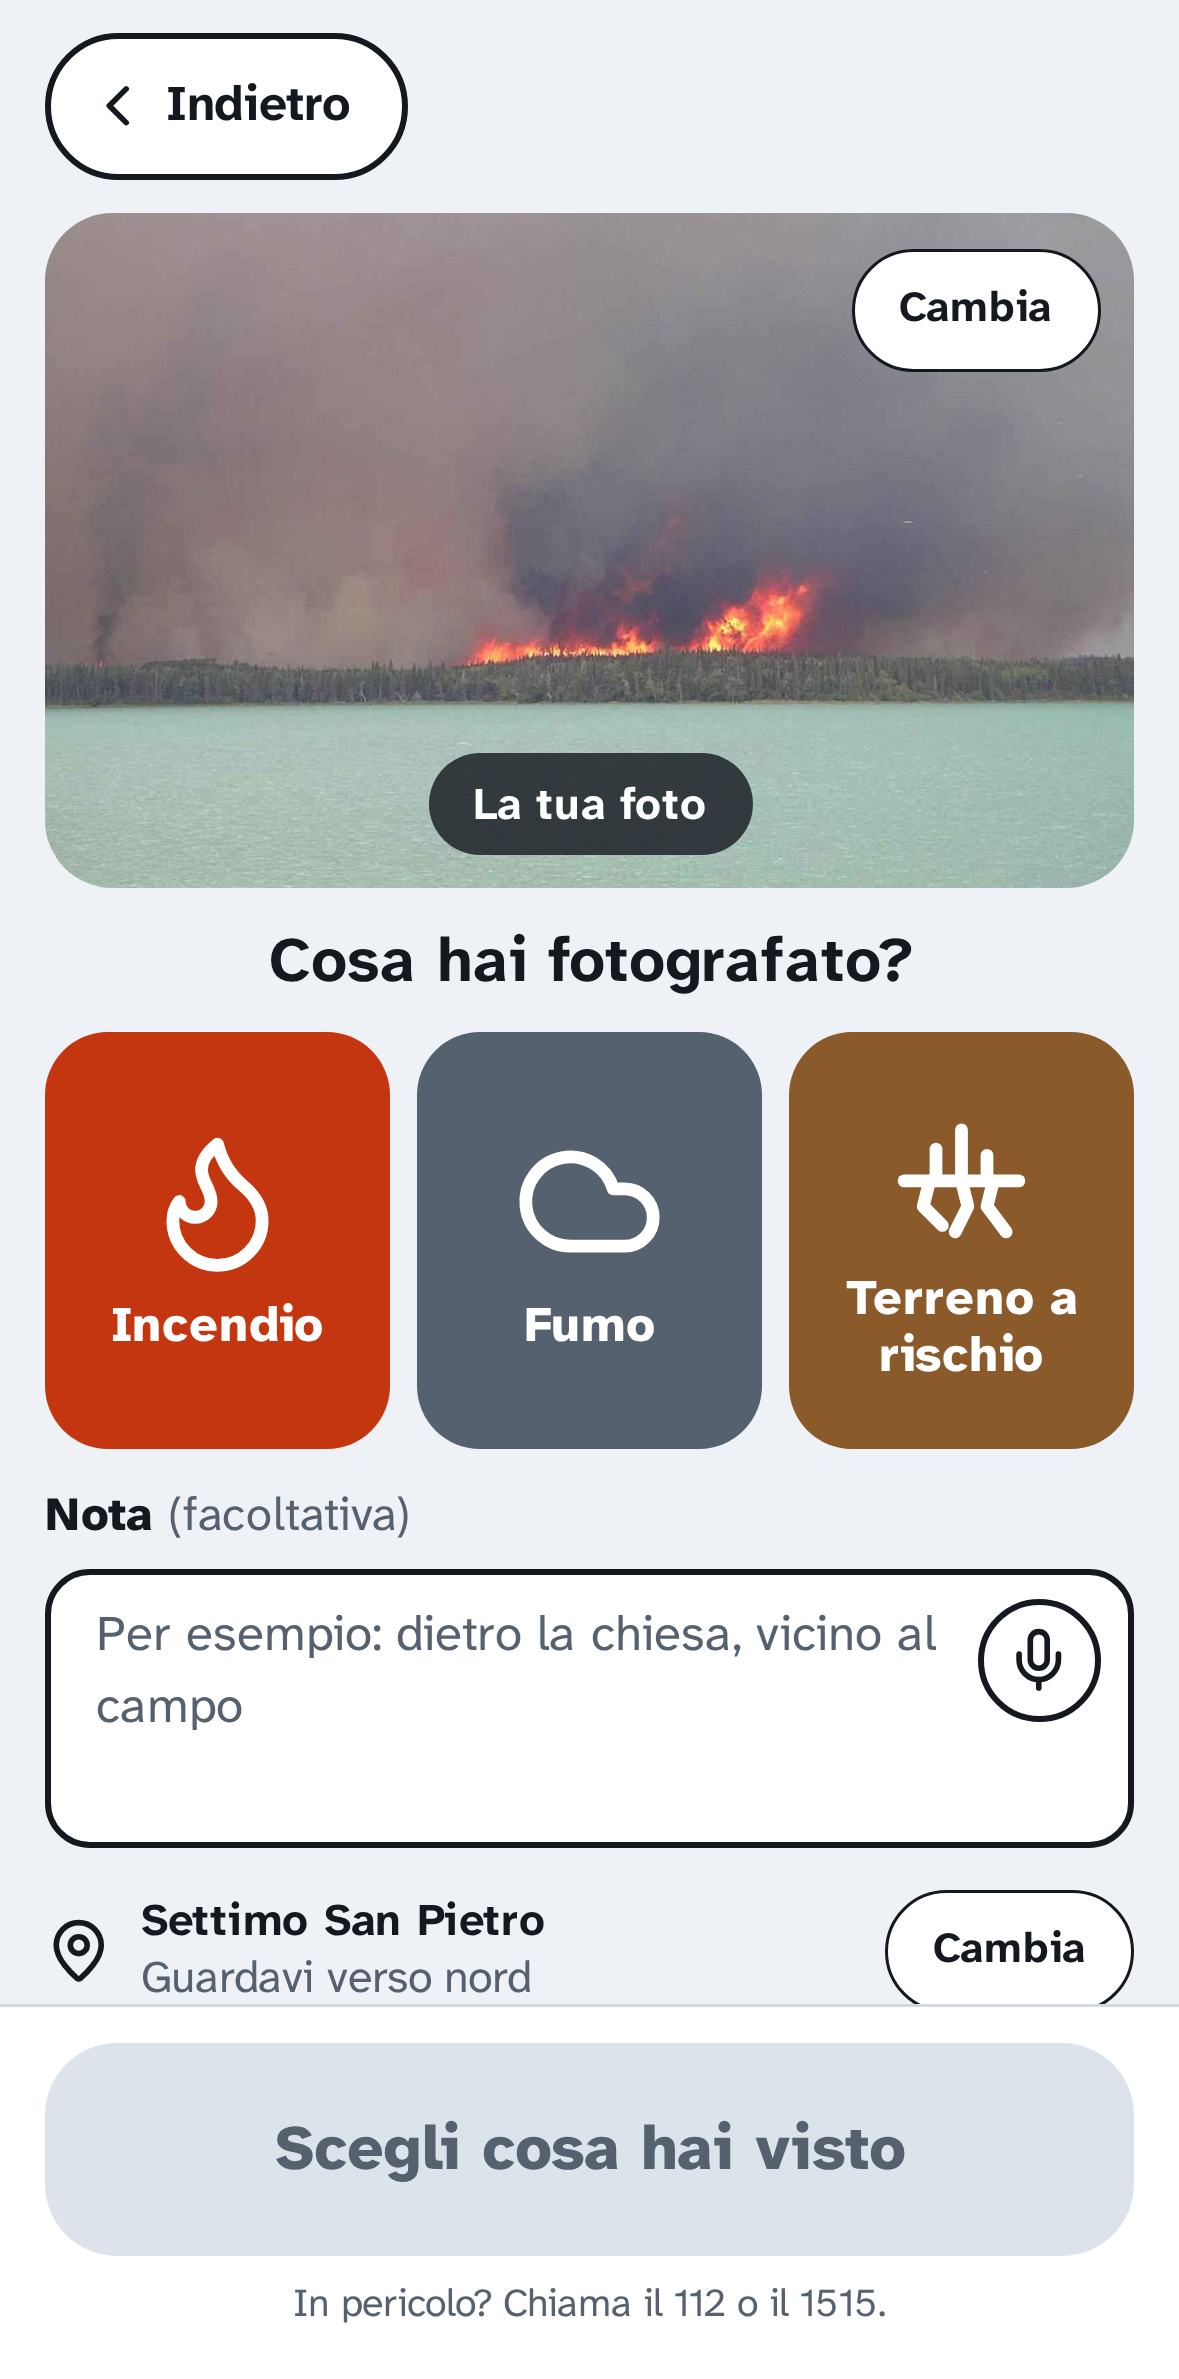 Indietro
Cambia
La tua foto
Cosa hai fotografato?
Incendio
Fumo
Terreno a
rischio
Nota (facoltativa)
Per esempio: dietro la chiesa, vicino al
campo
Settimo San Pietro
Guardavi verso nord
Cambia
Scegli cosa hai visto
In pericolo? Chiama il 112 o il 1515.